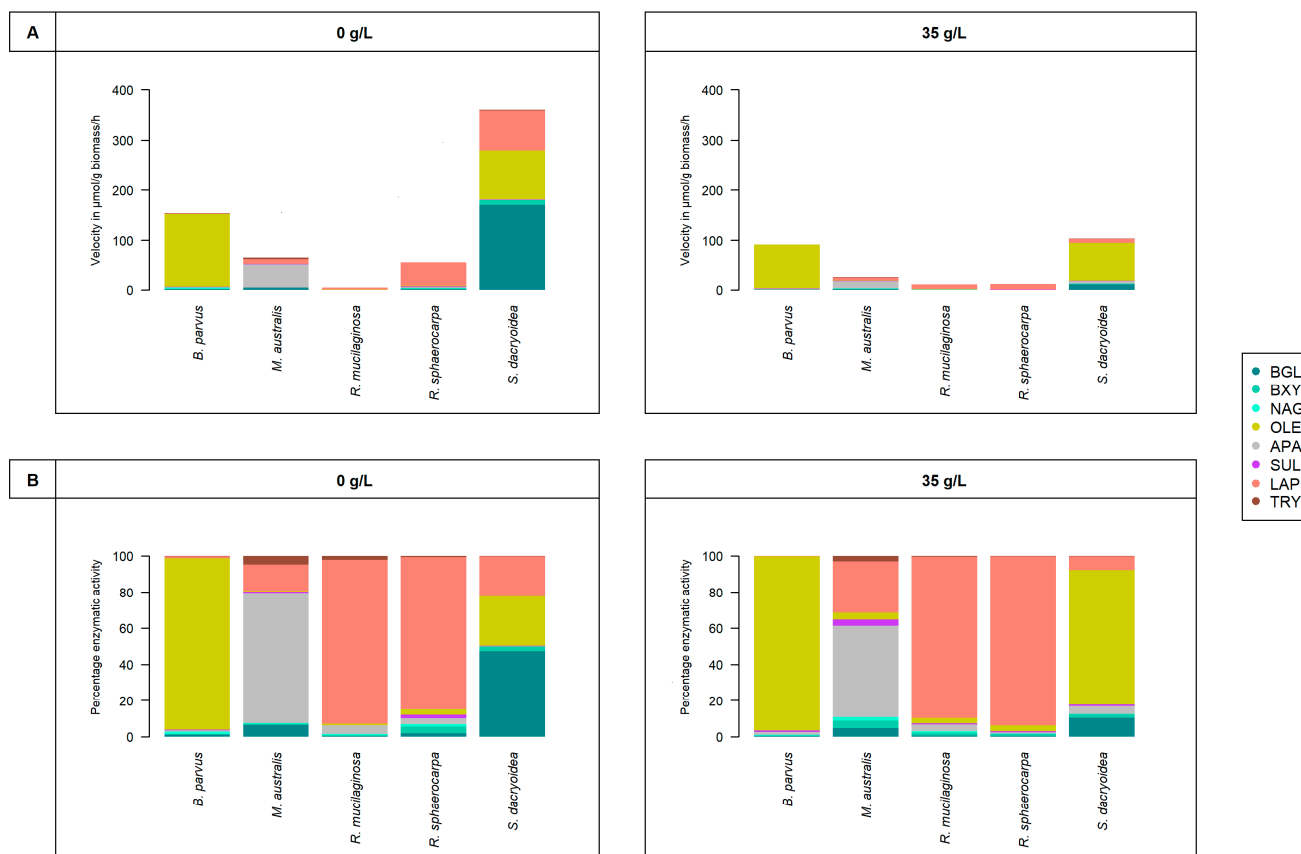 A
0 g/L
35 g/L
Velocity in µmol/g biomass/h
400
300
200
100
0
B. parvus
M. australis
R. mucilaginosa
R. sphaerocarpa
S. dacryoidea
Velocity in µmol/g biomass/h
400
300
200
100
0
B. parvus
M. australis
R. mucilaginosa
R. sphaerocarpa
S. dacryoidea
BGL
BXY
NAG
OLE
APA
SUL
LAP
TRY
B
0 g/L
35 g/L
Percentage enzymatic activity
100
80
60
40
20
0
B. parvus
M. australis
R. mucilaginosa
R. sphaerocarpa
S. dacryoidea
Percentage enzymatic activity
100
80
60
40
20
0
B. parvus
M. australis
R. mucilaginosa
R. sphaerocarpa
S. dacryoidea